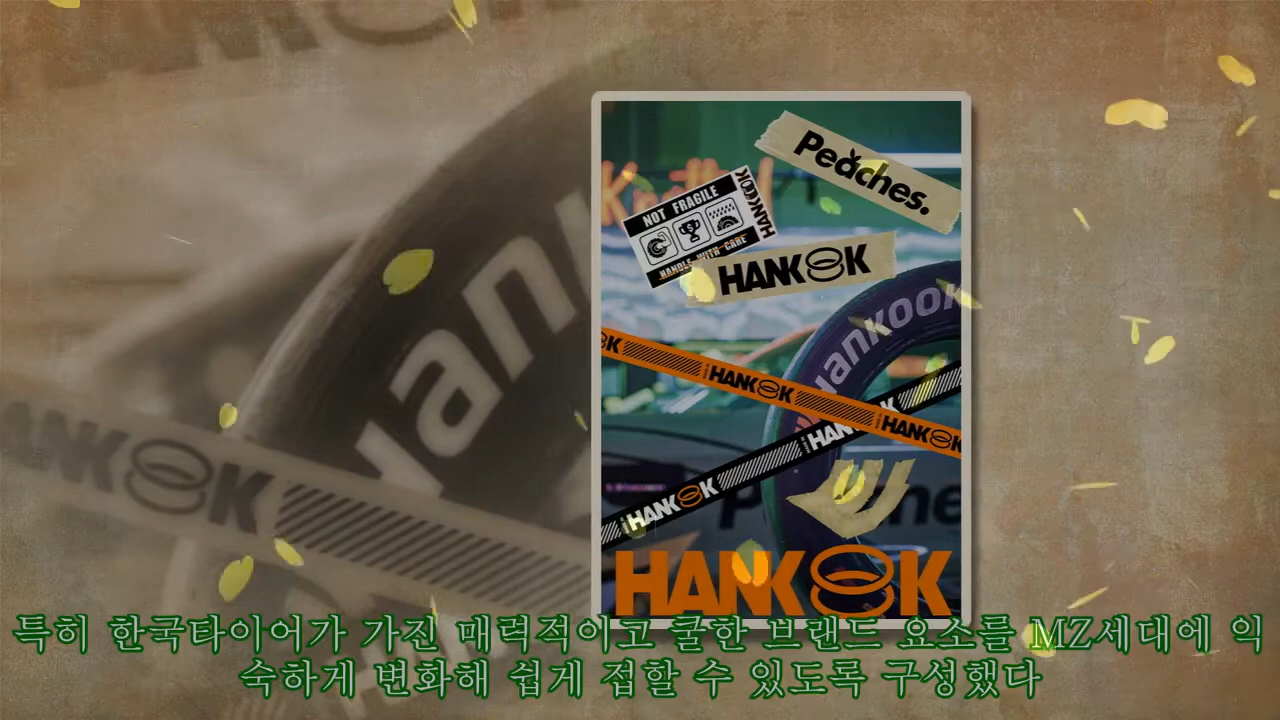 Peaches.
NOT FRAGILE
HANKOOK
HANDLE WITH CARE
HANKOOK
Hankook
HANKOOK
HANKOOK
HANKOOK
HANKOOK
HANKOOK
특히 한국타이어가 가진 매력적이고 쿨한 브랜드 요소를 MZ세대에 익
숙하게 변화해 쉽게 접할 수 있도록 구성했다